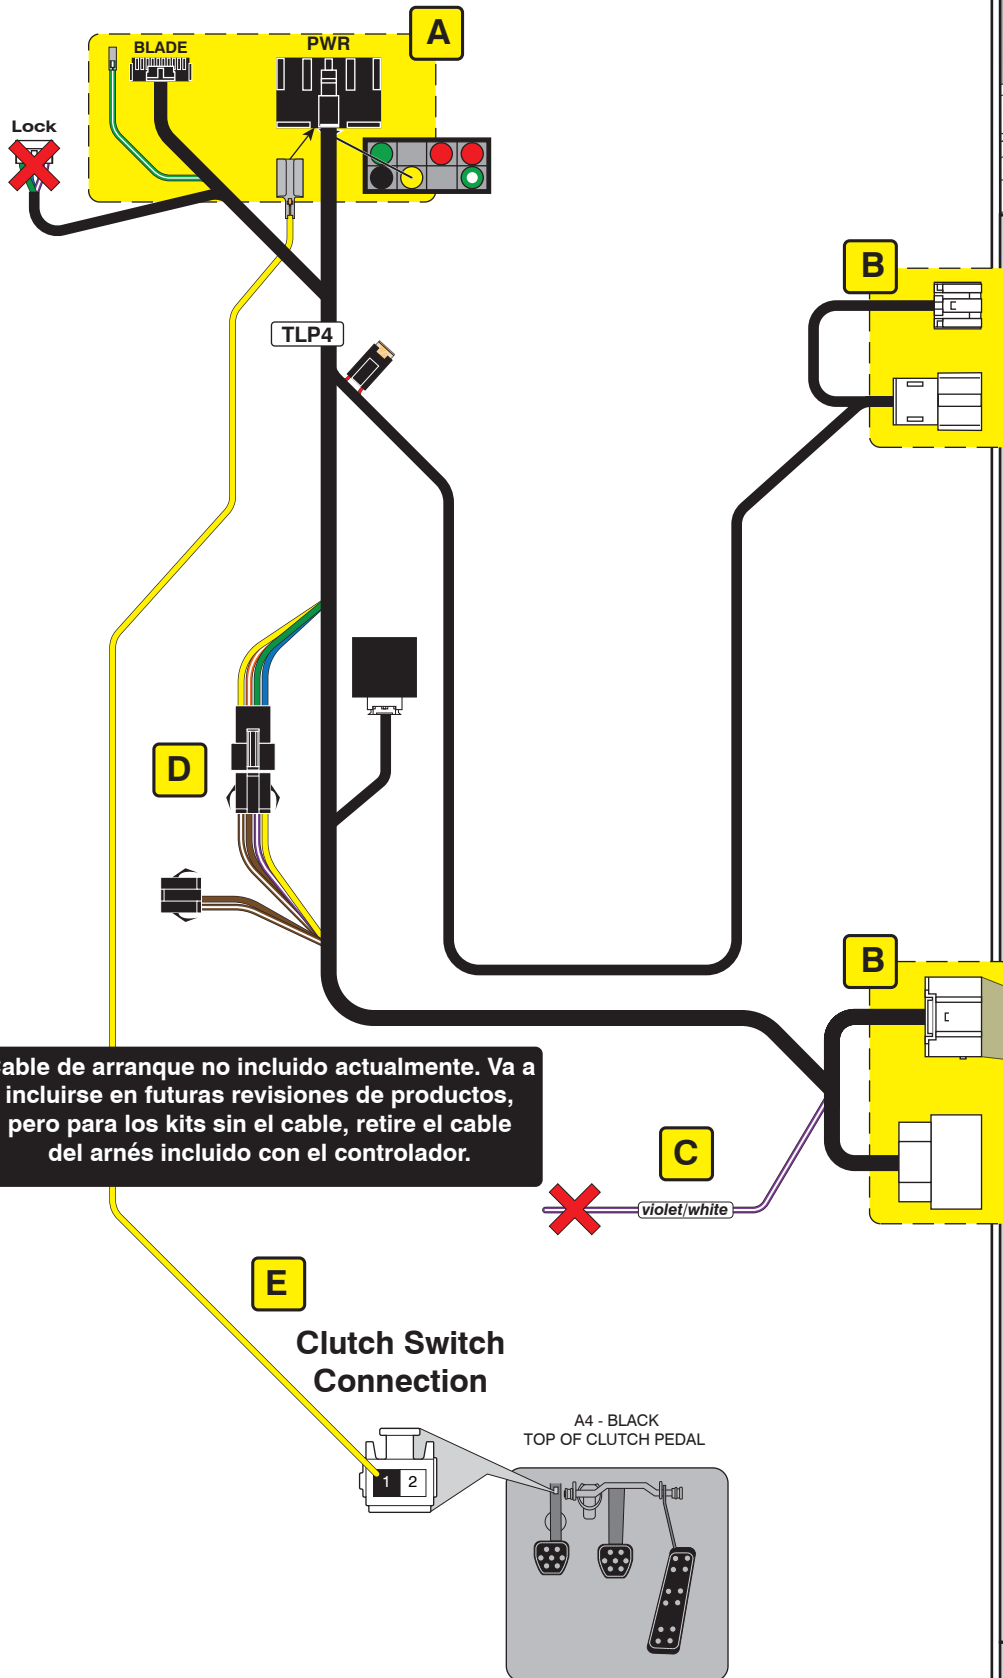 A
BLADE
PWR
Lock
B
TLP4
D
B
Cable de arranque no incluido actualmente. Va a
incluirse en futuras revisiones de productos,
pero para los kits sin el cable, retire el cable
del arnés incluido con el controlador.
C
violet/white
E
Clutch Switch
Connection
A4 - BLACK
TOP OF CLUTCH PEDAL
1 2